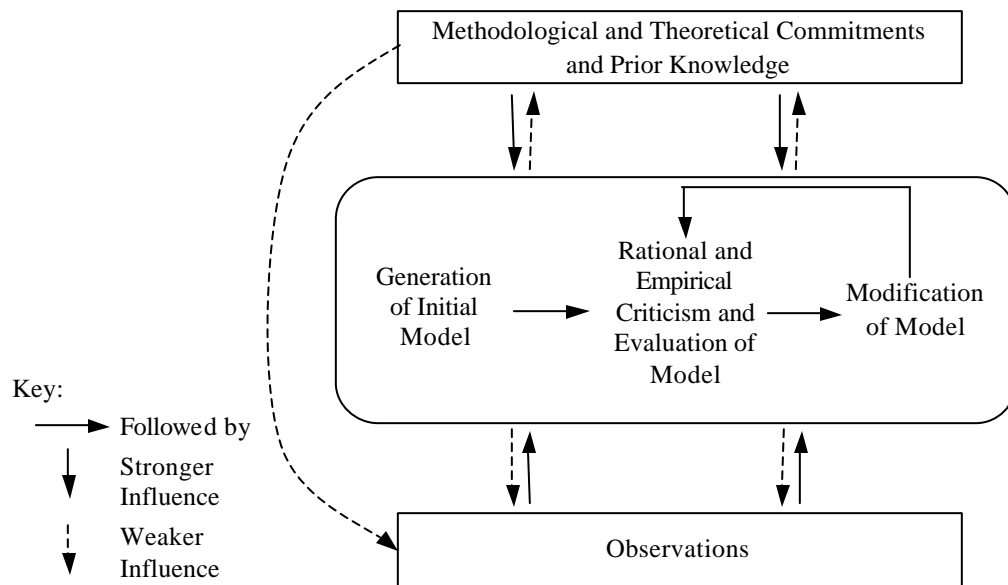 Methodological and Theoretical Commitments
and Prior Knowledge
Generation
of Initial
Model
Rational and
Empirical
Criticism and
Evaluation of
Model
Modification
of Model
Key:
Followed by
Stronger
Influence
Weaker
Influence
Observations